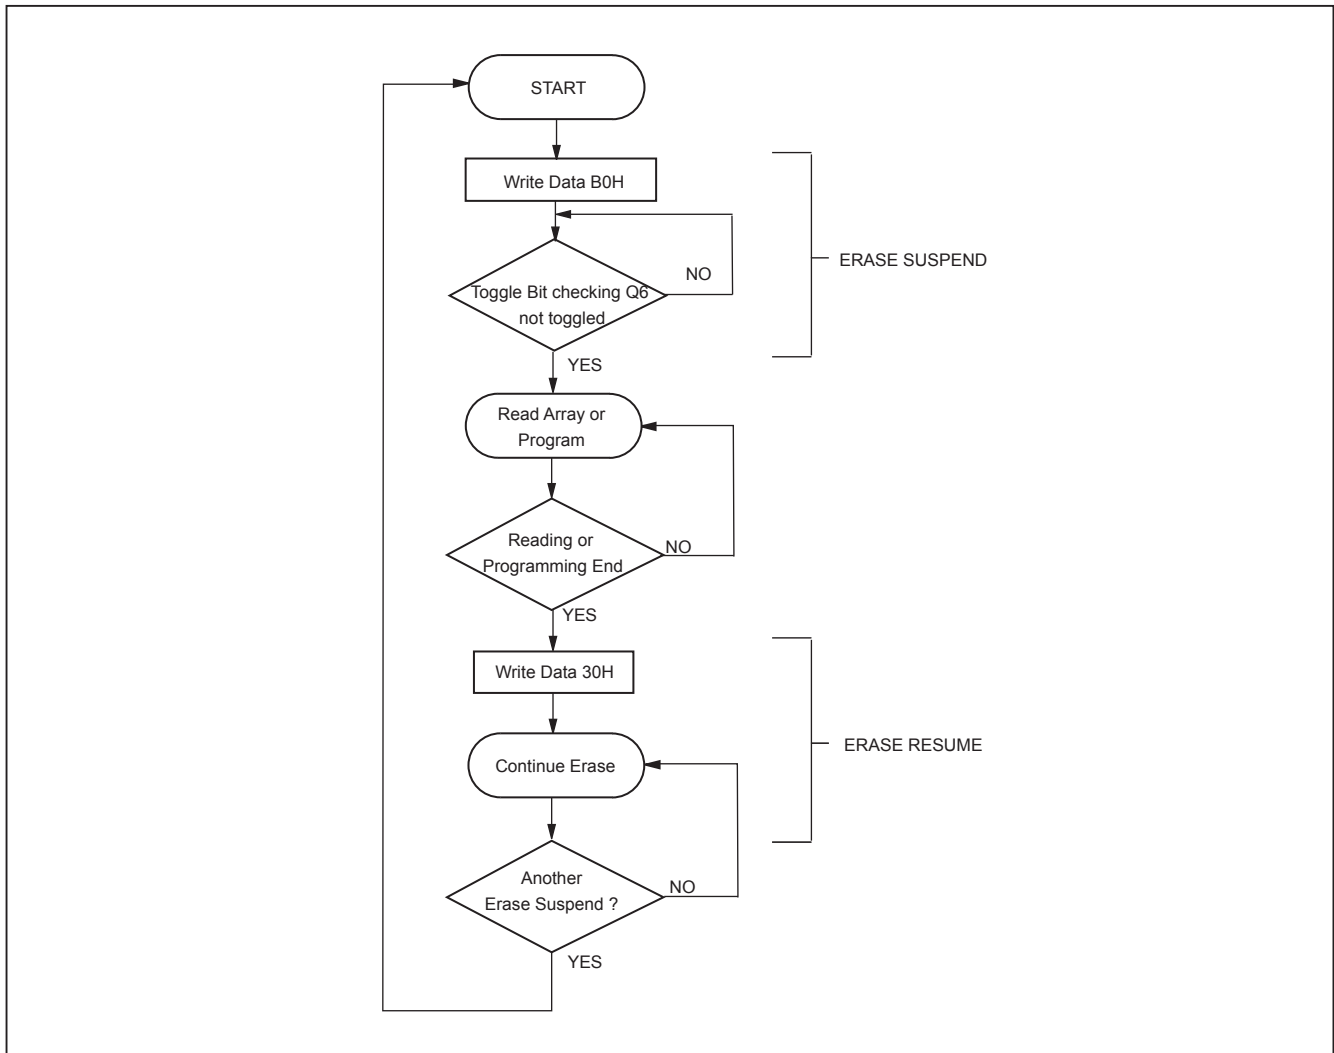 START
Write Data B0H
NO
ERASE SUSPEND
Toggle Bit checking Q6
not toggled
YES
Read Array or
Program
Reading or
Programming End
NO
YES
Write Data 30H
ERASE RESUME
Continue Erase
Another
Erase Suspend ?
NO
YES